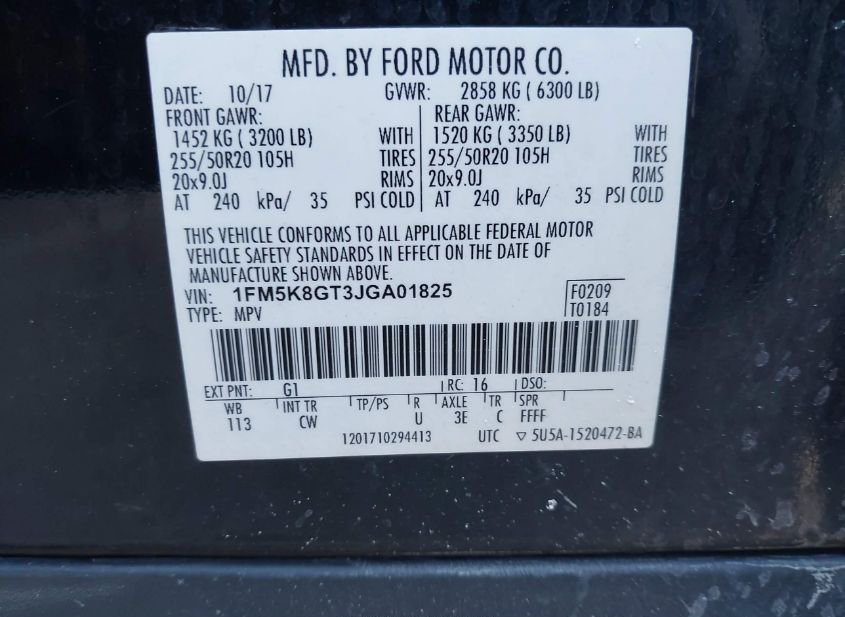 MFD. BY FORD MOTOR CO.
DATE: 10/17 GVWR: 2858 KG ( 6300 LB)
FRONT GAWR: REAR GAWR:
1452 KG ( 3200 LB) WITH 1520 KG ( 3350 LB) WITH
255/50R20 105H TIRES 255/50R20 105H TIRES
20x9.0J RIMS 20x9.0J RIMS
AT 240 kPa/ 35 PSI COLD AT 240 kPa/ 35 PSI COLD
THIS VEHICLE CONFORMS TO ALL APPLICABLE FEDERAL MOTOR
VEHICLE SAFETY STANDARDS IN EFFECT ON THE DATE OF
MANUFACTURE SHOWN ABOVE.
VIN: 1FM5K8GT3JGA01825 F0209
TYPE: MPV T0184
EXT PNT: G1 RC: 16 DSO:
WB INT TR TP/PS R AXLE TR SPR
113 CW U 3E C FFFF
1201710294413 UTC ▽ 5U5A-1520472-BA